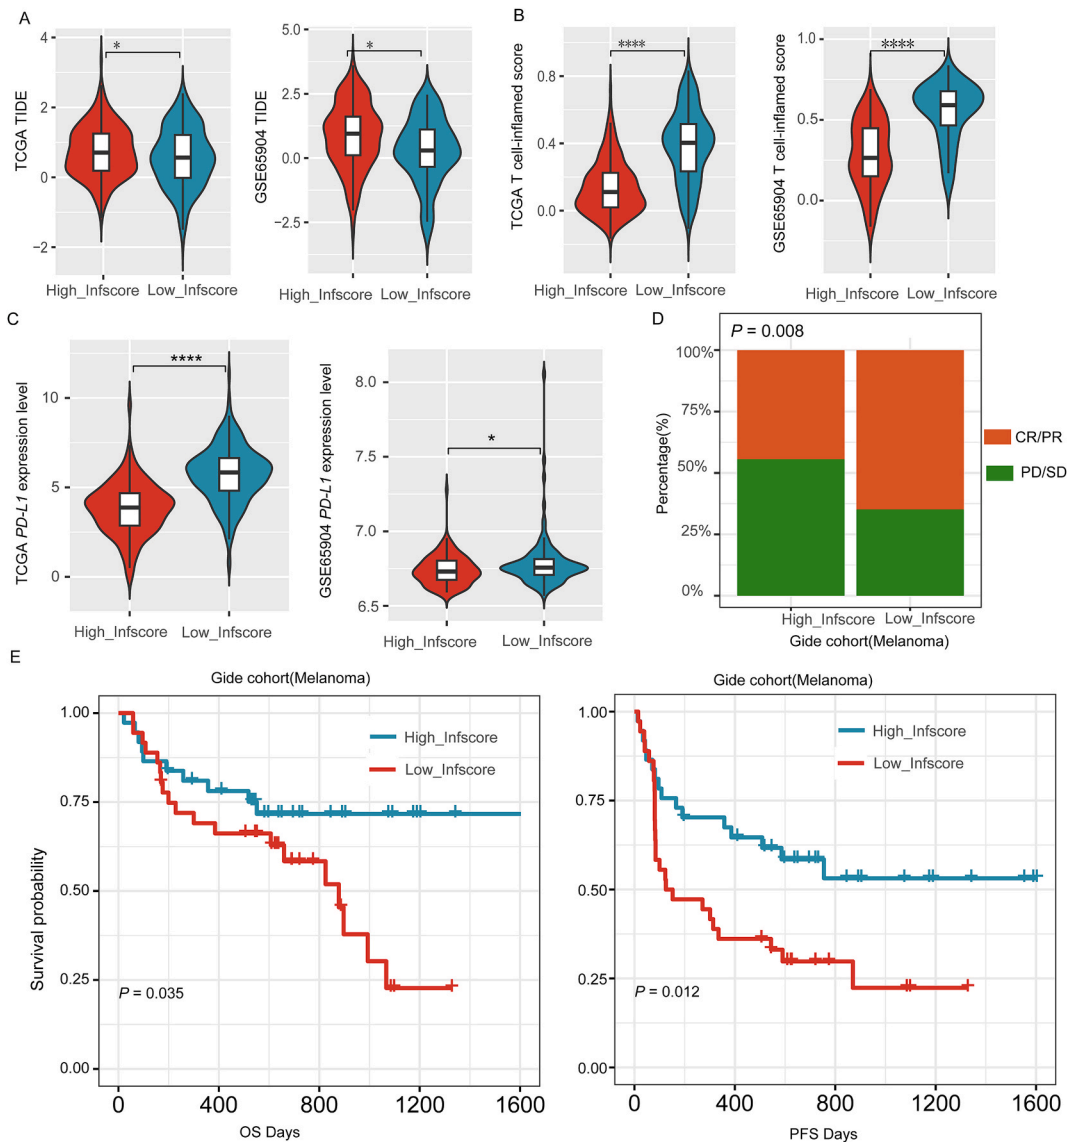 A
TCGA TIDE
4
2
0
−2
*
High_Infscore
Low_Infscore
GSE65904 TIDE
5.0
2.5
0.0
−2.5
*
High_Infscore
Low_Infscore
B
TCGA T cell-inflamed score
0.8
0.4
0.0
****
High_Infscore
Low_Infscore
GSE65904 T cell-inflamed score
1.0
0.5
0.0
****
High_Infscore
Low_Infscore
C
TCGA PD-L1 expression level
10
5
0
****
High_Infscore
Low_Infscore
GSE65904 PD-L1 expression level
8.0
7.5
7.0
6.5
*
High_Infscore
Low_Infscore
D
P = 0.008
Percentage(%)
100%
75%
50%
25%
0%
High_Infscore
Low_Infscore
Gide cohort(Melanoma)
CR/PR
PD/SD
E
Gide cohort(Melanoma)
Survival probability
1.00
0.75
0.50
0.25
0.00
High_Infscore
Low_Infscore
P = 0.035
0 400 800 1200 1600
OS Days
Gide cohort(Melanoma)
1.00
0.75
0.50
0.25
0.00
High_Infscore
Low_Infscore
P = 0.012
0 400 800 1200 1600
PFS Days